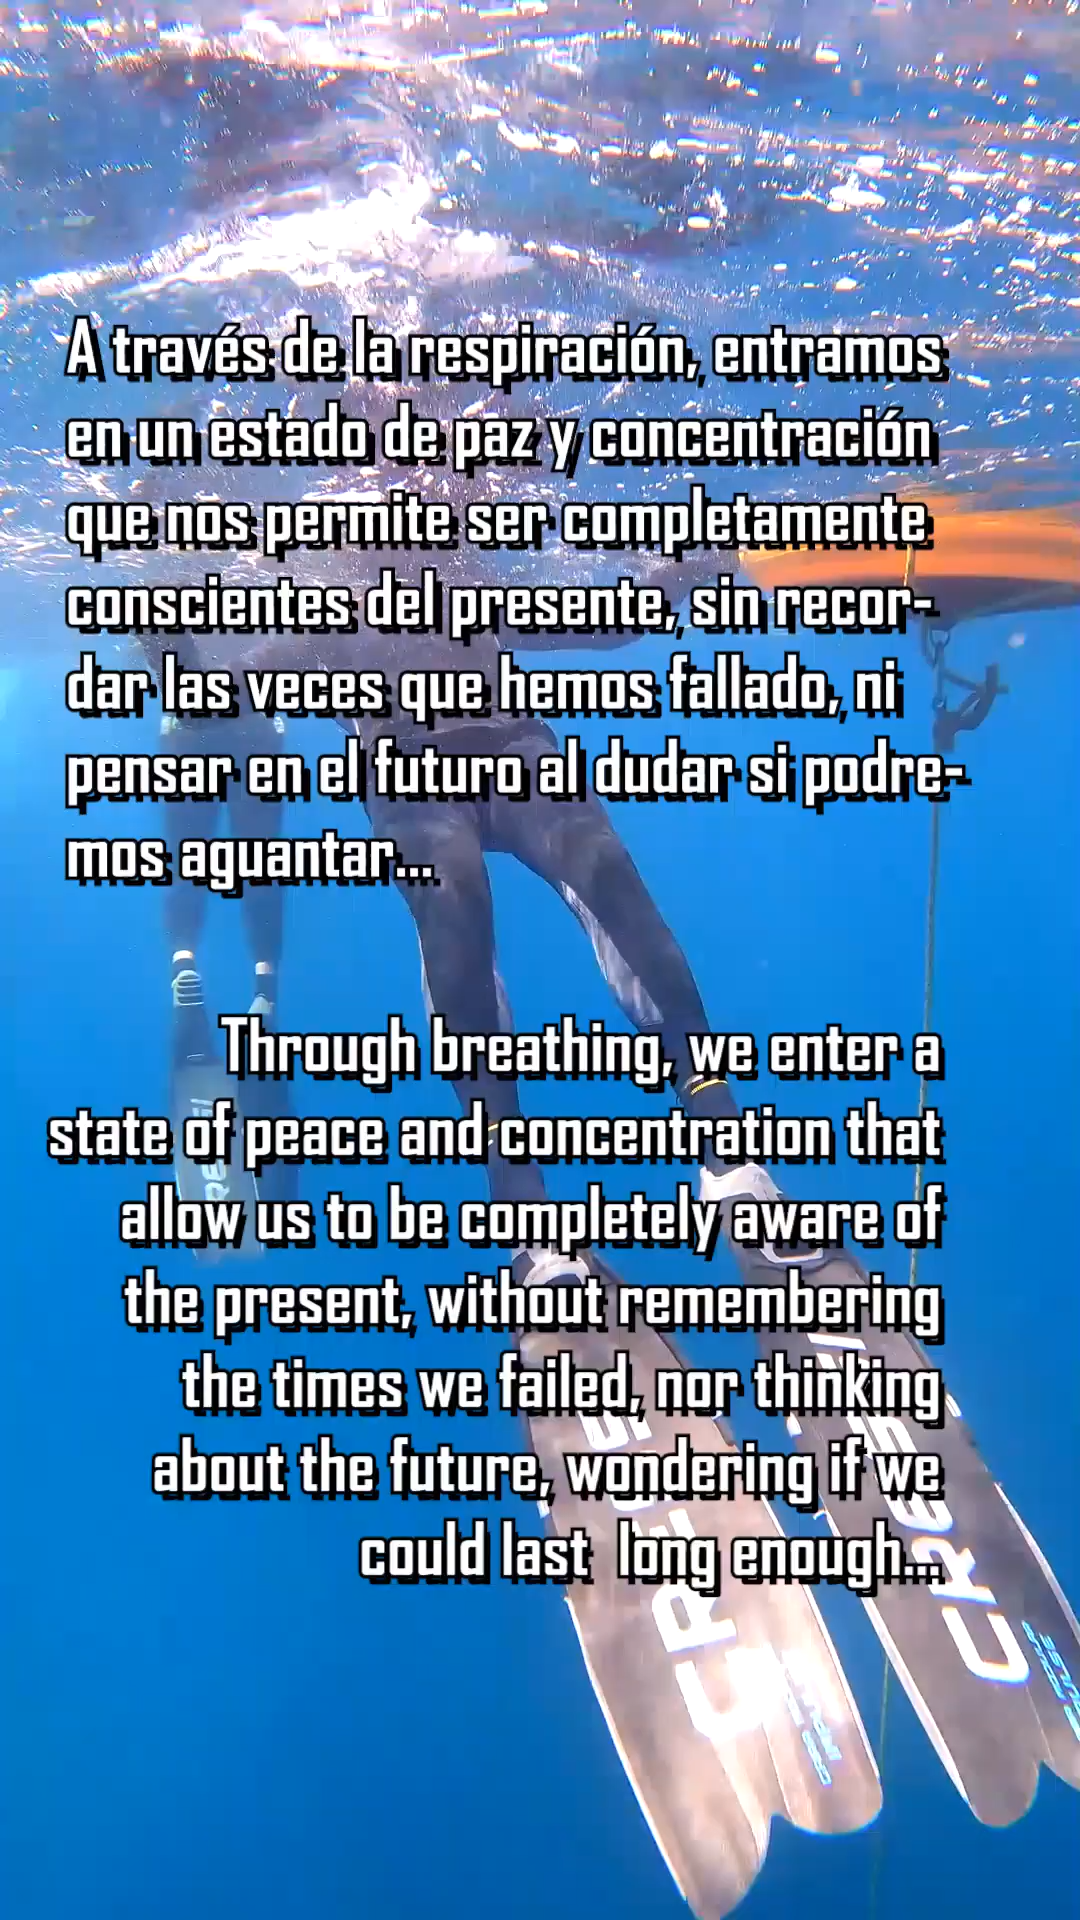 A través de la respiración, entramos
en un estado de paz y concentración
que nos permite ser completamente
conscientes del presente, sin recor-
dar las veces que hemos fallado, ni
pensar en el futuro al dudar si podre-
mos aguantar...
Through breathing, we enter a
state of peace and concentration that
allow us to be completely aware of
the present, without remembering
the times we failed, nor thinking
about the future, wondering if we
could last long enough...